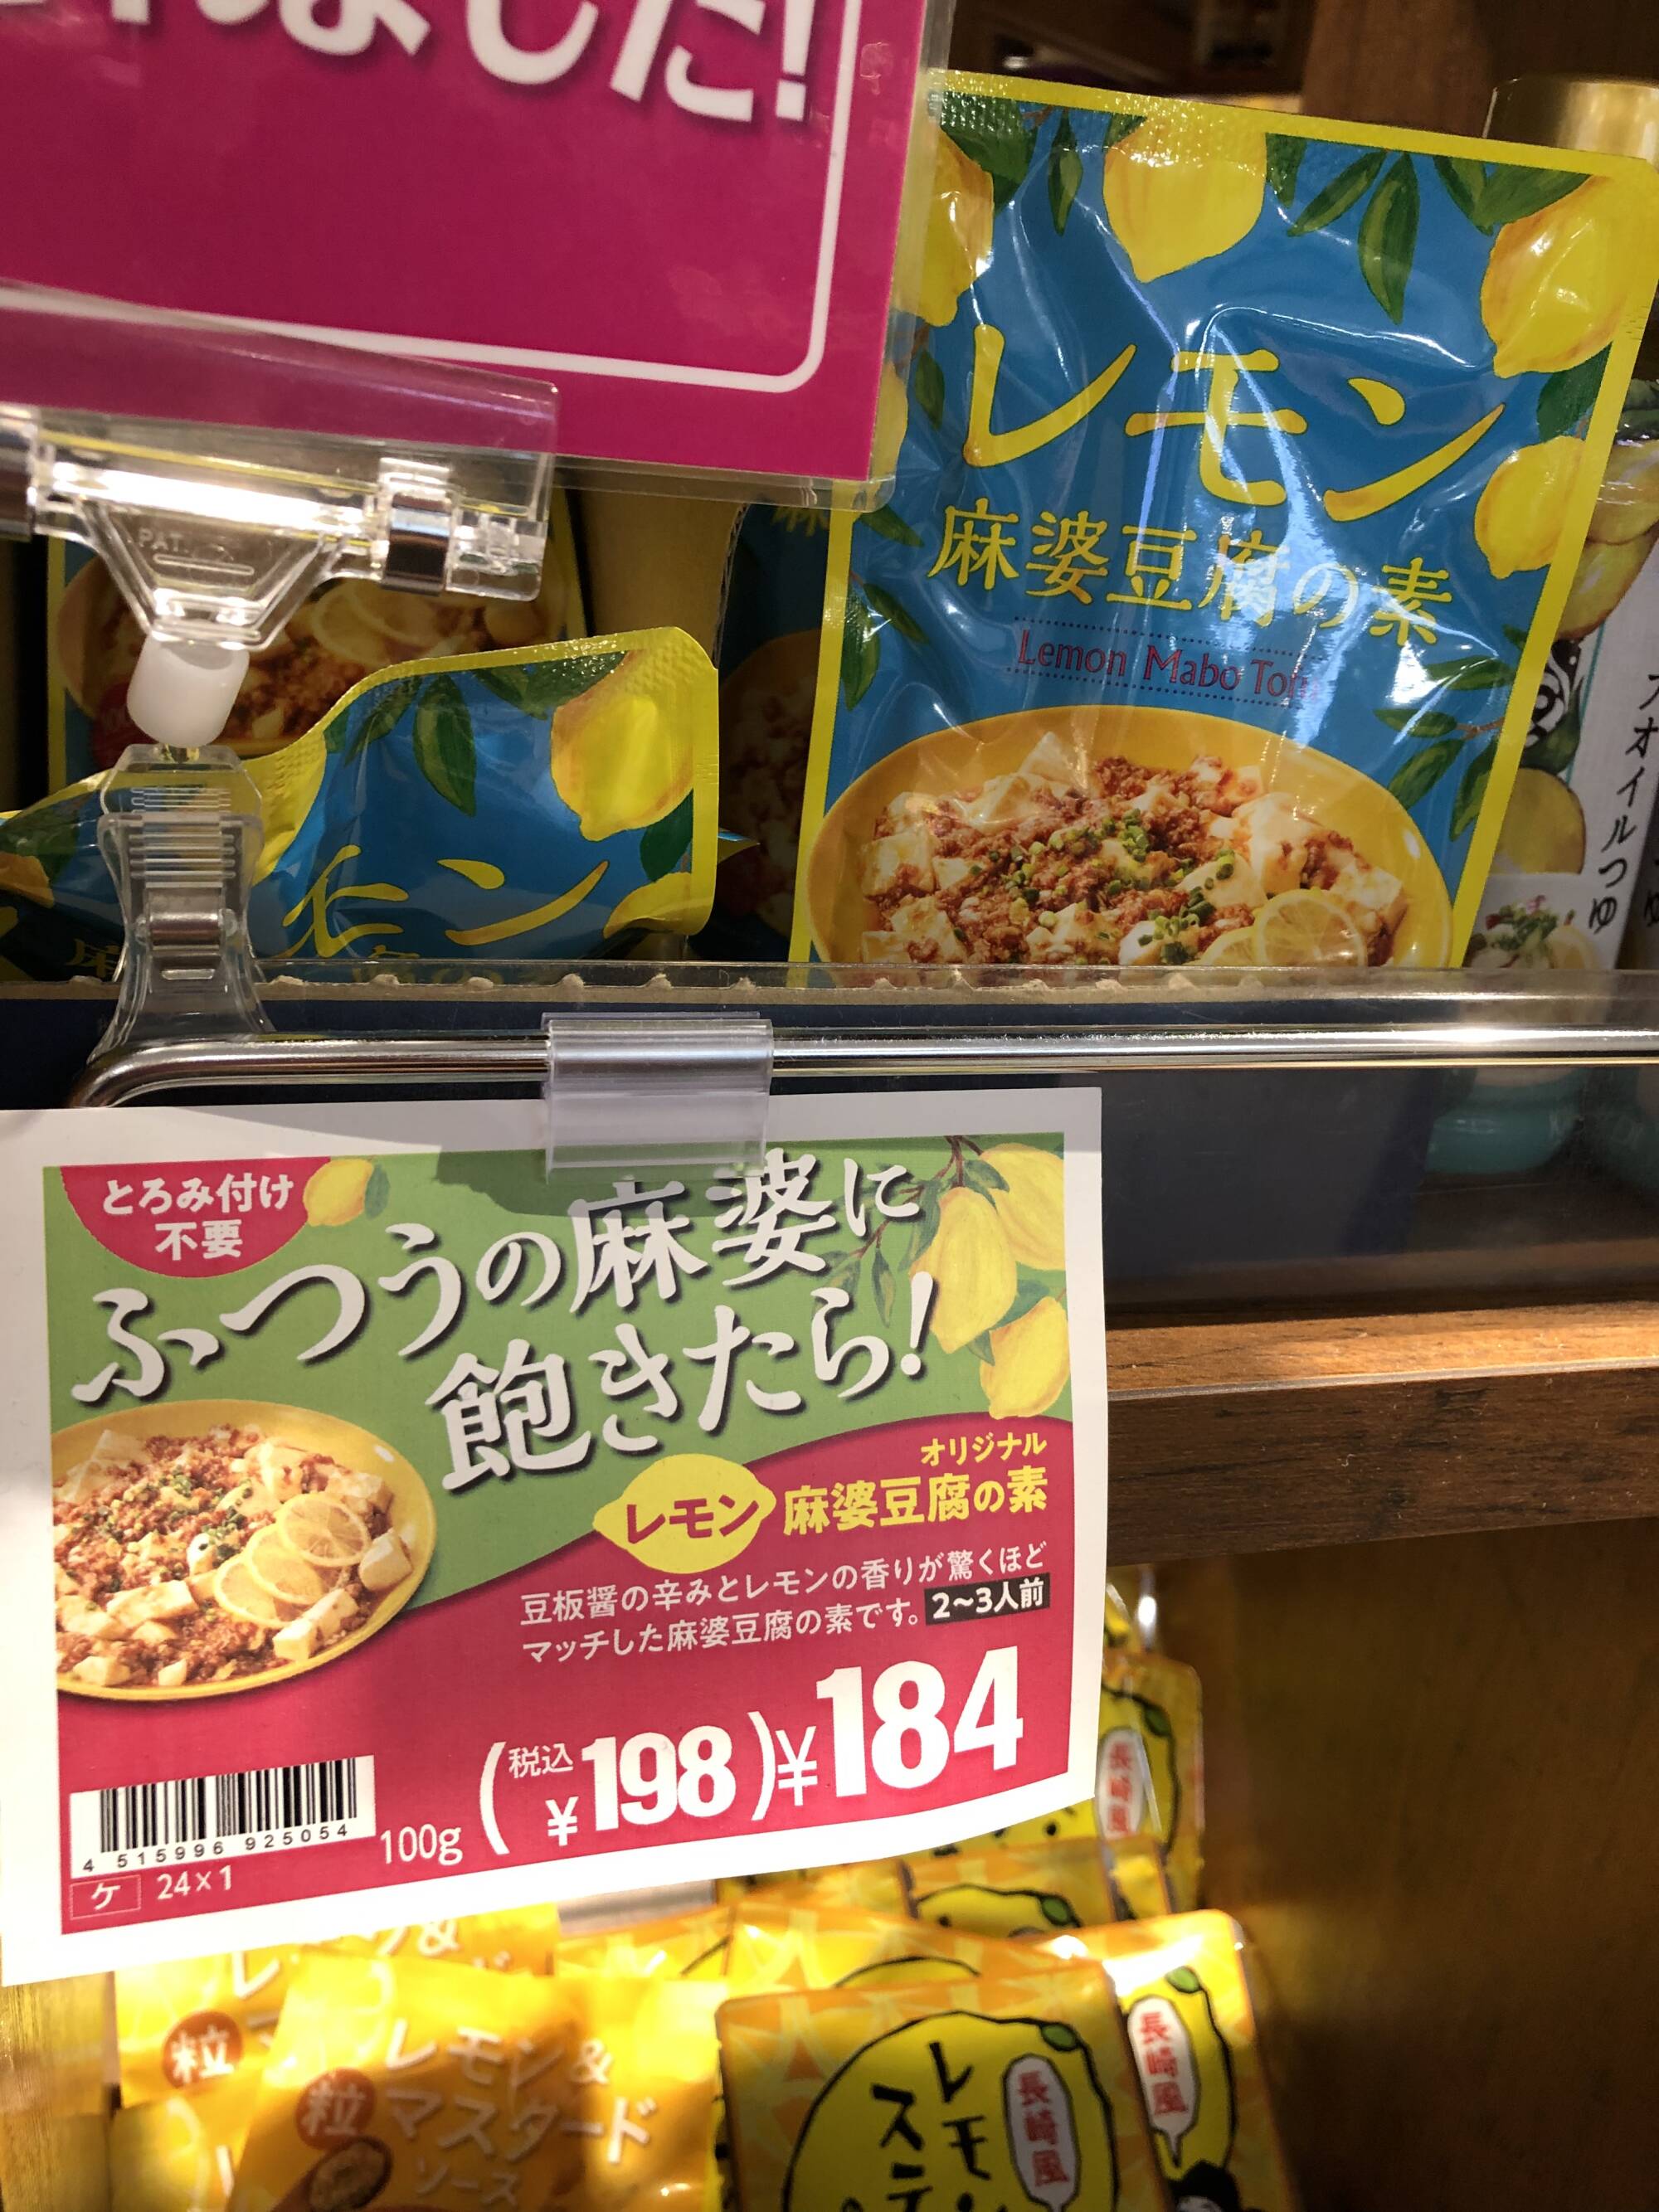 れました!
レモン
麻婆豆腐の素
Lemon Mabo Tofu
PAT.
モン
オイルつゆ
とろみ付け
不要
ふつうの麻婆に
飽きたら!
オリジナル
レモン 麻婆豆腐の素
豆板醤の辛みとレモンの香りが驚くほど
マッチした麻婆豆腐の素です。 2~3人前
(税込 ¥198) ¥184
4 515996 925054
100g
ケ 24×1
長崎風
粒
レモン&
マスタード
ソース
粒
レモン
ステ
長崎風
長崎風